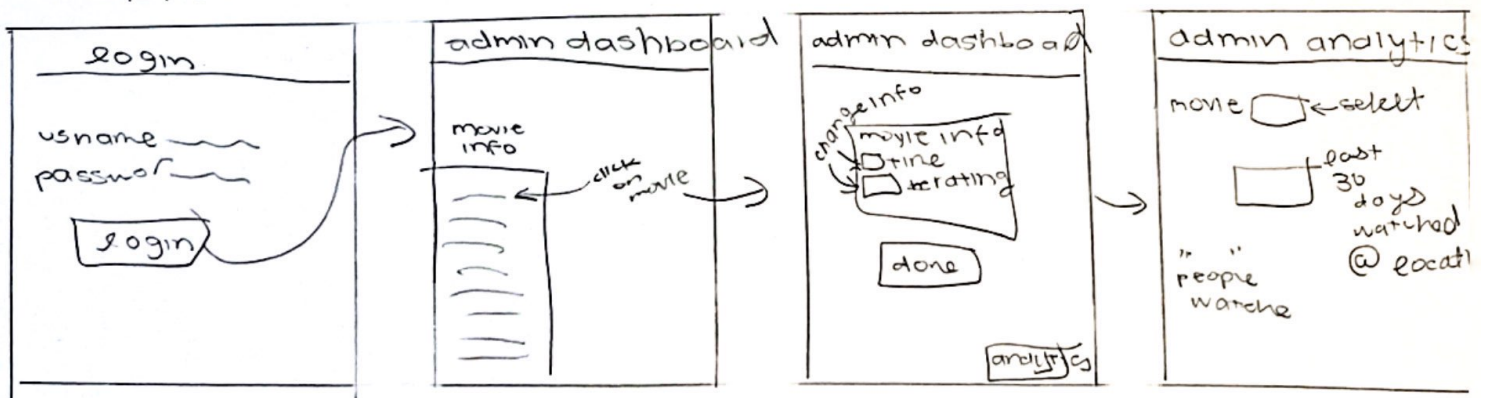 login
usname
passwor
login
admin dashboard
movie
info
click
on
movie
admin dashboad
change info
movie info
time
rating
done
analytics
admin analytics
movie
select
last
30
days
watched
@ locati
" "
people
watche